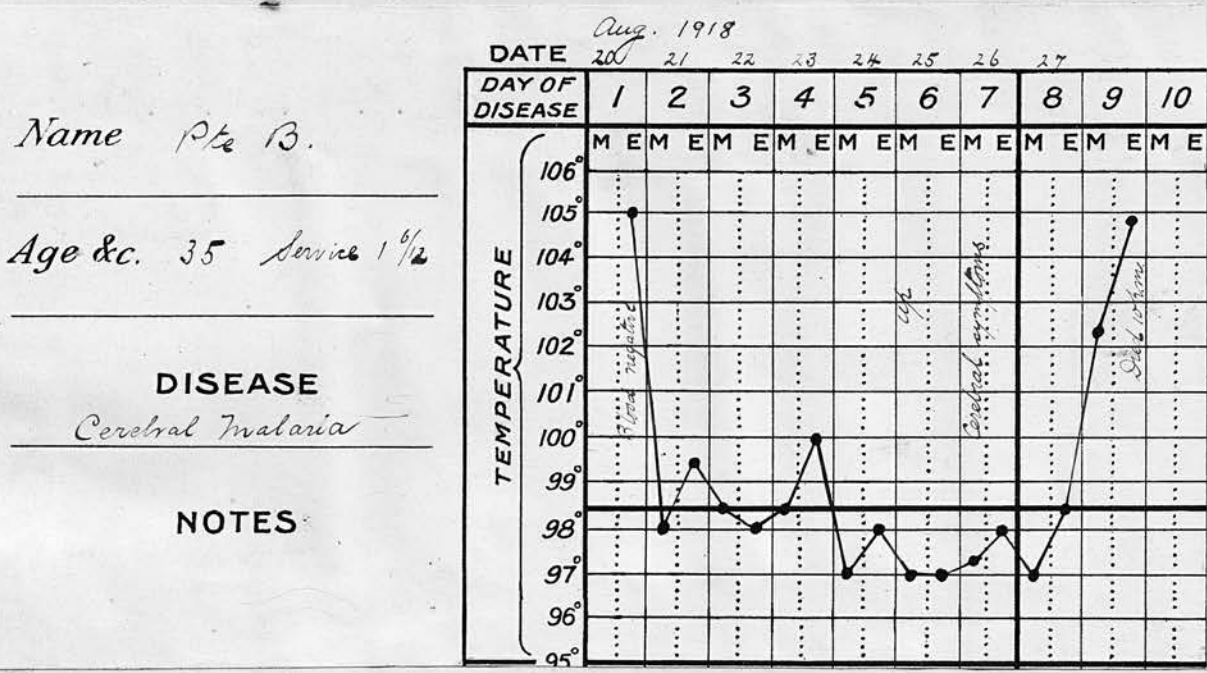 Name Pte B.
Age &c. 35 Service 1 6/12
DISEASE
Cerebral Malaria
NOTES
Aug. 1918
DATE 20 21 22 23 24 25 26 27
DAY OF DISEASE 1 2 3 4 5 6 7 8 9 10
M E M E M E M E M E M E M E M E M E M E
TEMPERATURE
106°
105°
104°
103°
102°
101°
100°
99°
98°
97°
96°
95°
Blood negative
up
Cerebral symptoms
Died 10 p.m.